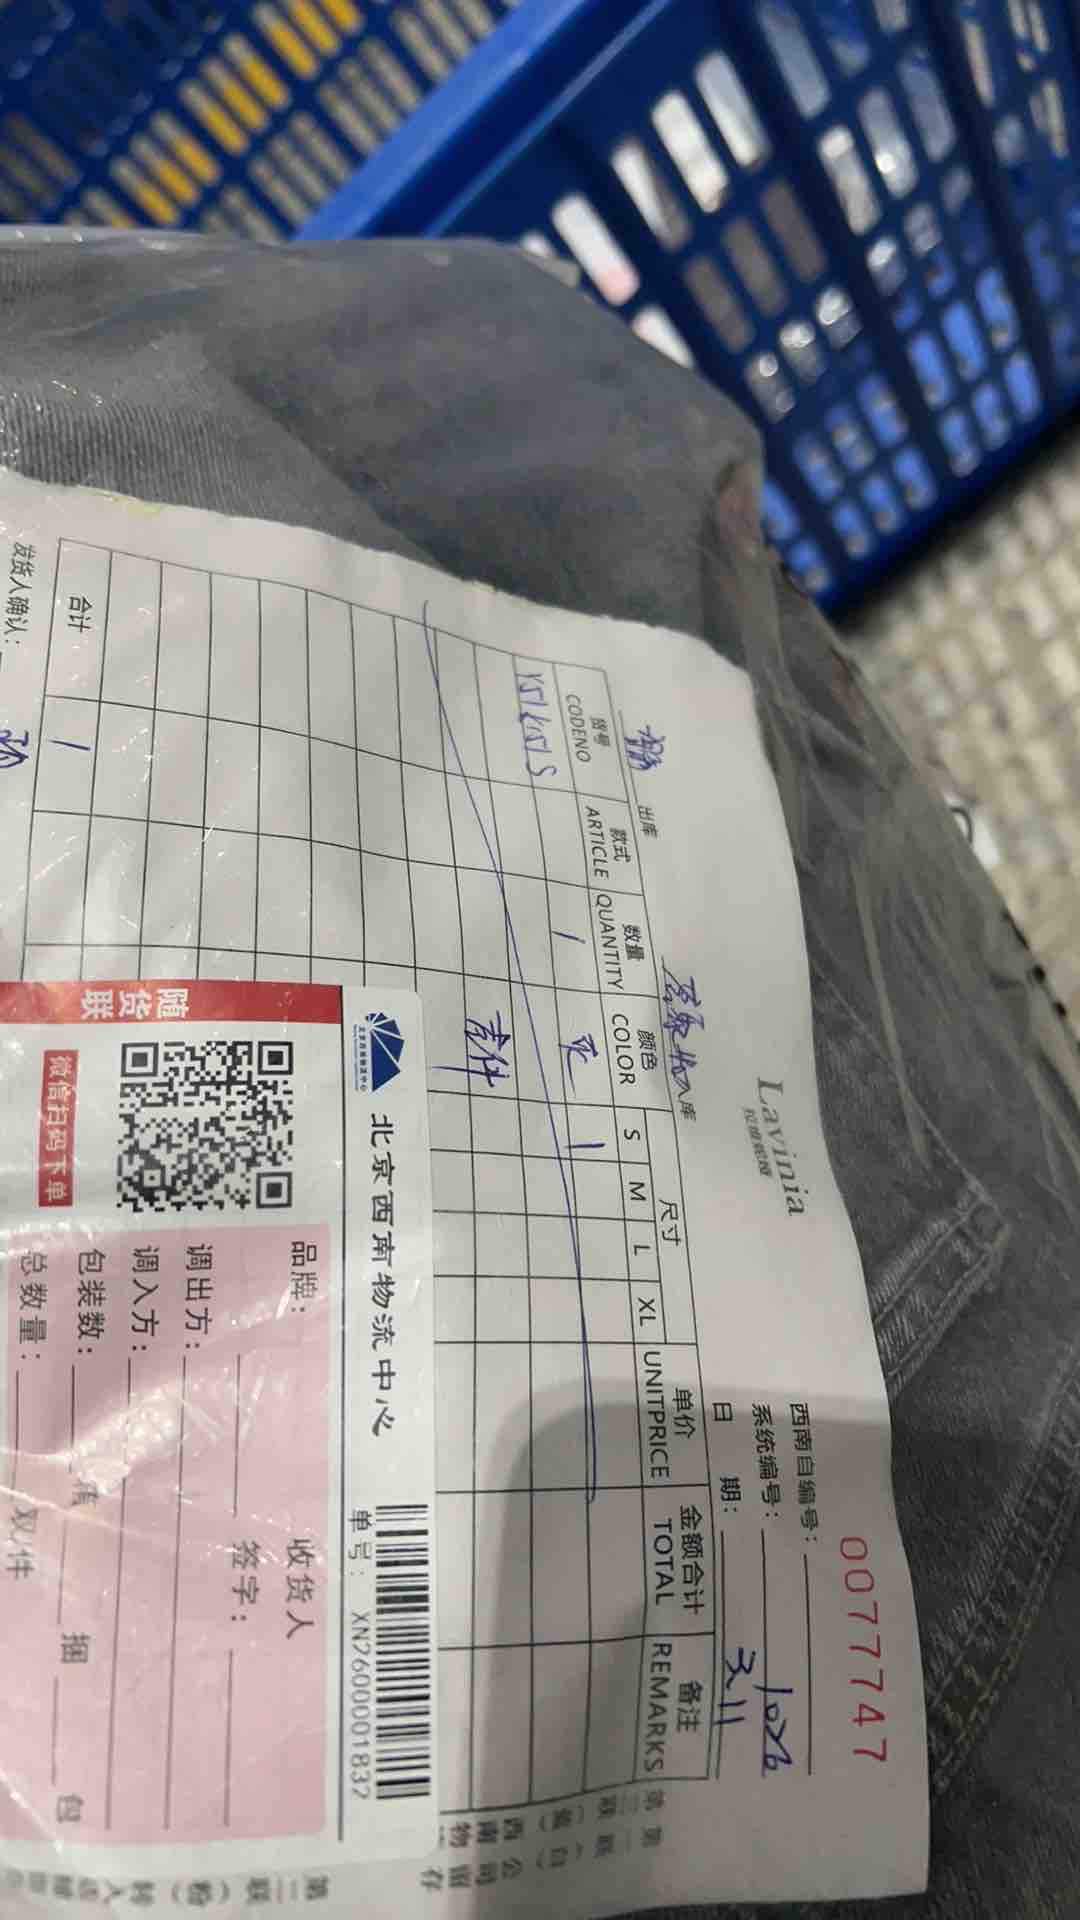 Lavinia
拉维妮娅
0077747
西南自编号:
系统编号: 1026
日 期: 3.11
出库
入库
货号 款式 数量 颜色 尺寸 单价 金额合计 备注
CODENO ARTICLE QUANTITY COLOR S M L XL UNITPRICE TOTAL REMARKS
1 1
合计 1
发货人确认:
北京西南物流中心
单号: XN2600001837
随货联
微信扫码下单
品牌:
收货人
签字:
调出方:
调入方:
包装数: 捆 包
总数量: 双/件